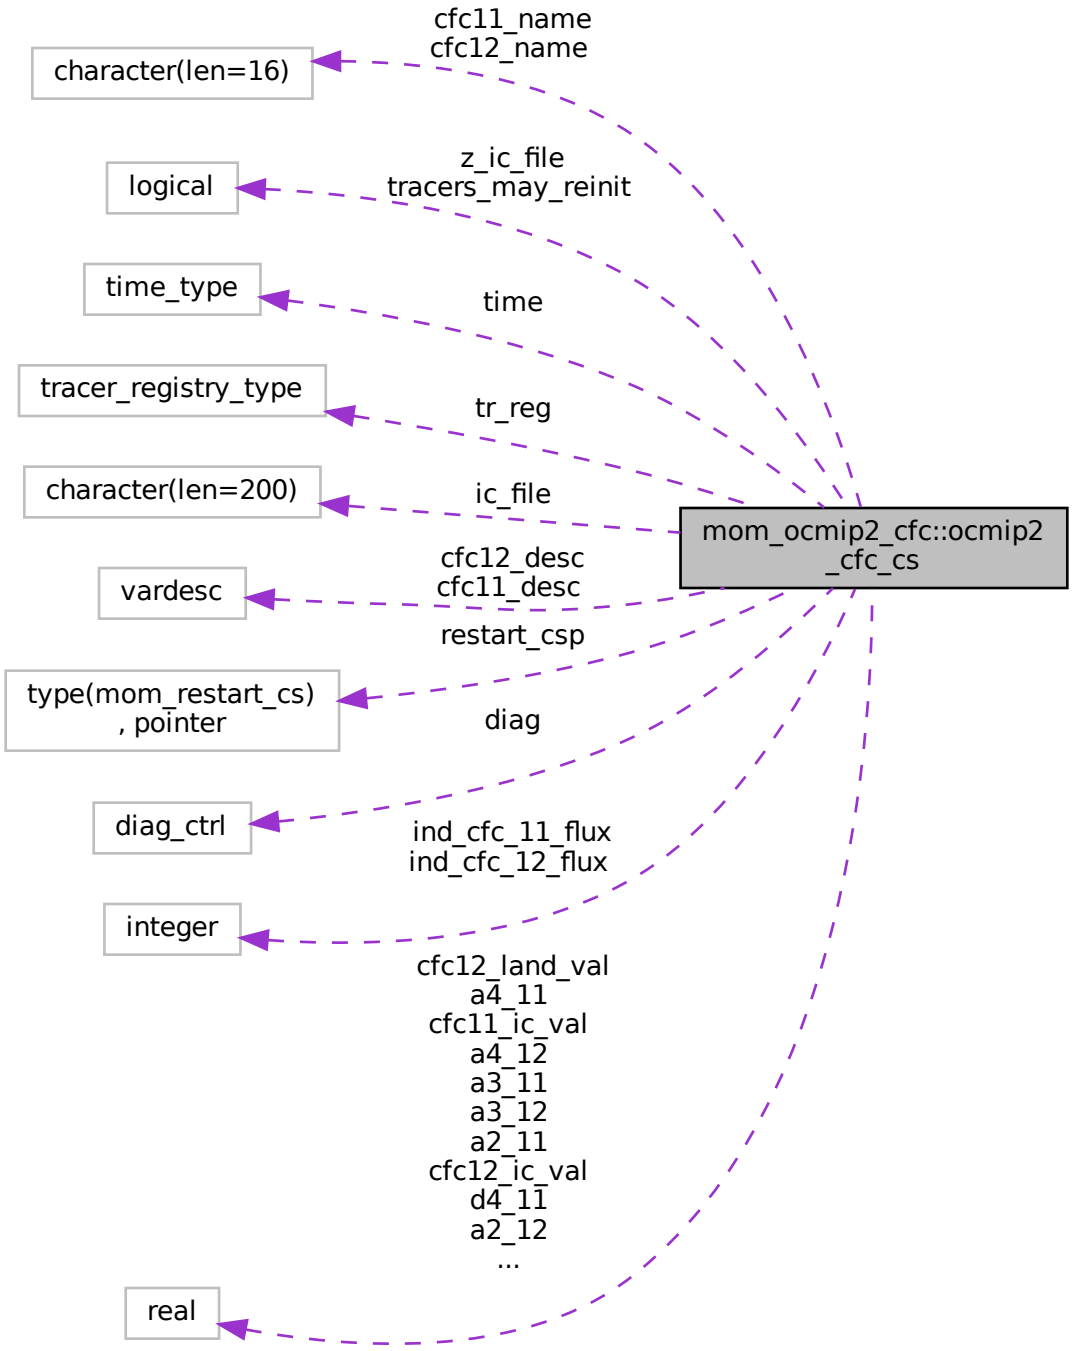 cfc11_name
cfc12_name
character(len=16)
z_ic_file
tracers_may_reinit
logical
time_type
time
tracer_registry_type
tr_reg
character(len=200)
ic_file
mom_ocmip2_cfc::ocmip2
_cfc_cs
cfc12_desc
cfc11_desc
vardesc
restart_csp
type(mom_restart_cs)
, pointer
diag
diag_ctrl
ind_cfc_11_flux
ind_cfc_12_flux
integer
cfc12_land_val
a4_11
cfc11_ic_val
a4_12
a3_11
a3_12
a2_11
cfc12_ic_val
d4_11
a2_12
...
real